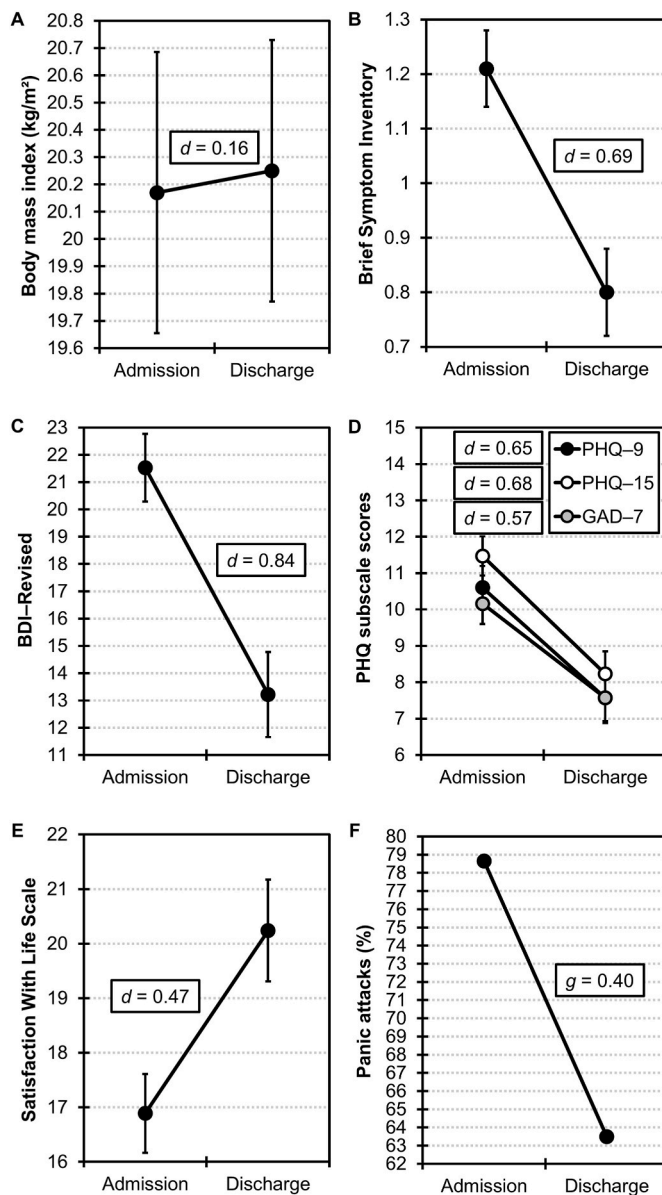 A
Body mass index (kg/m²)
20.8
20.7
20.6
20.5
20.4
20.3
20.2
20.1
20
19.9
19.8
19.7
19.6
d = 0.16
Admission Discharge
B
Brief Symptom Inventory
1.3
1.2
1.1
1
0.9
0.8
0.7
d = 0.69
Admission Discharge
C
BDI–Revised
23
22
21
20
19
18
17
16
15
14
13
12
11
d = 0.84
Admission Discharge
D
PHQ subscale scores
15
14
13
12
11
10
9
8
7
6
d = 0.65 PHQ–9
d = 0.68 PHQ–15
d = 0.57 GAD–7
Admission Discharge
E
Satisfaction With Life Scale
22
21
20
19
18
17
16
d = 0.47
Admission Discharge
F
Panic attacks (%)
80
79
78
77
76
75
74
73
72
71
70
69
68
67
66
65
64
63
62
g = 0.40
Admission Discharge